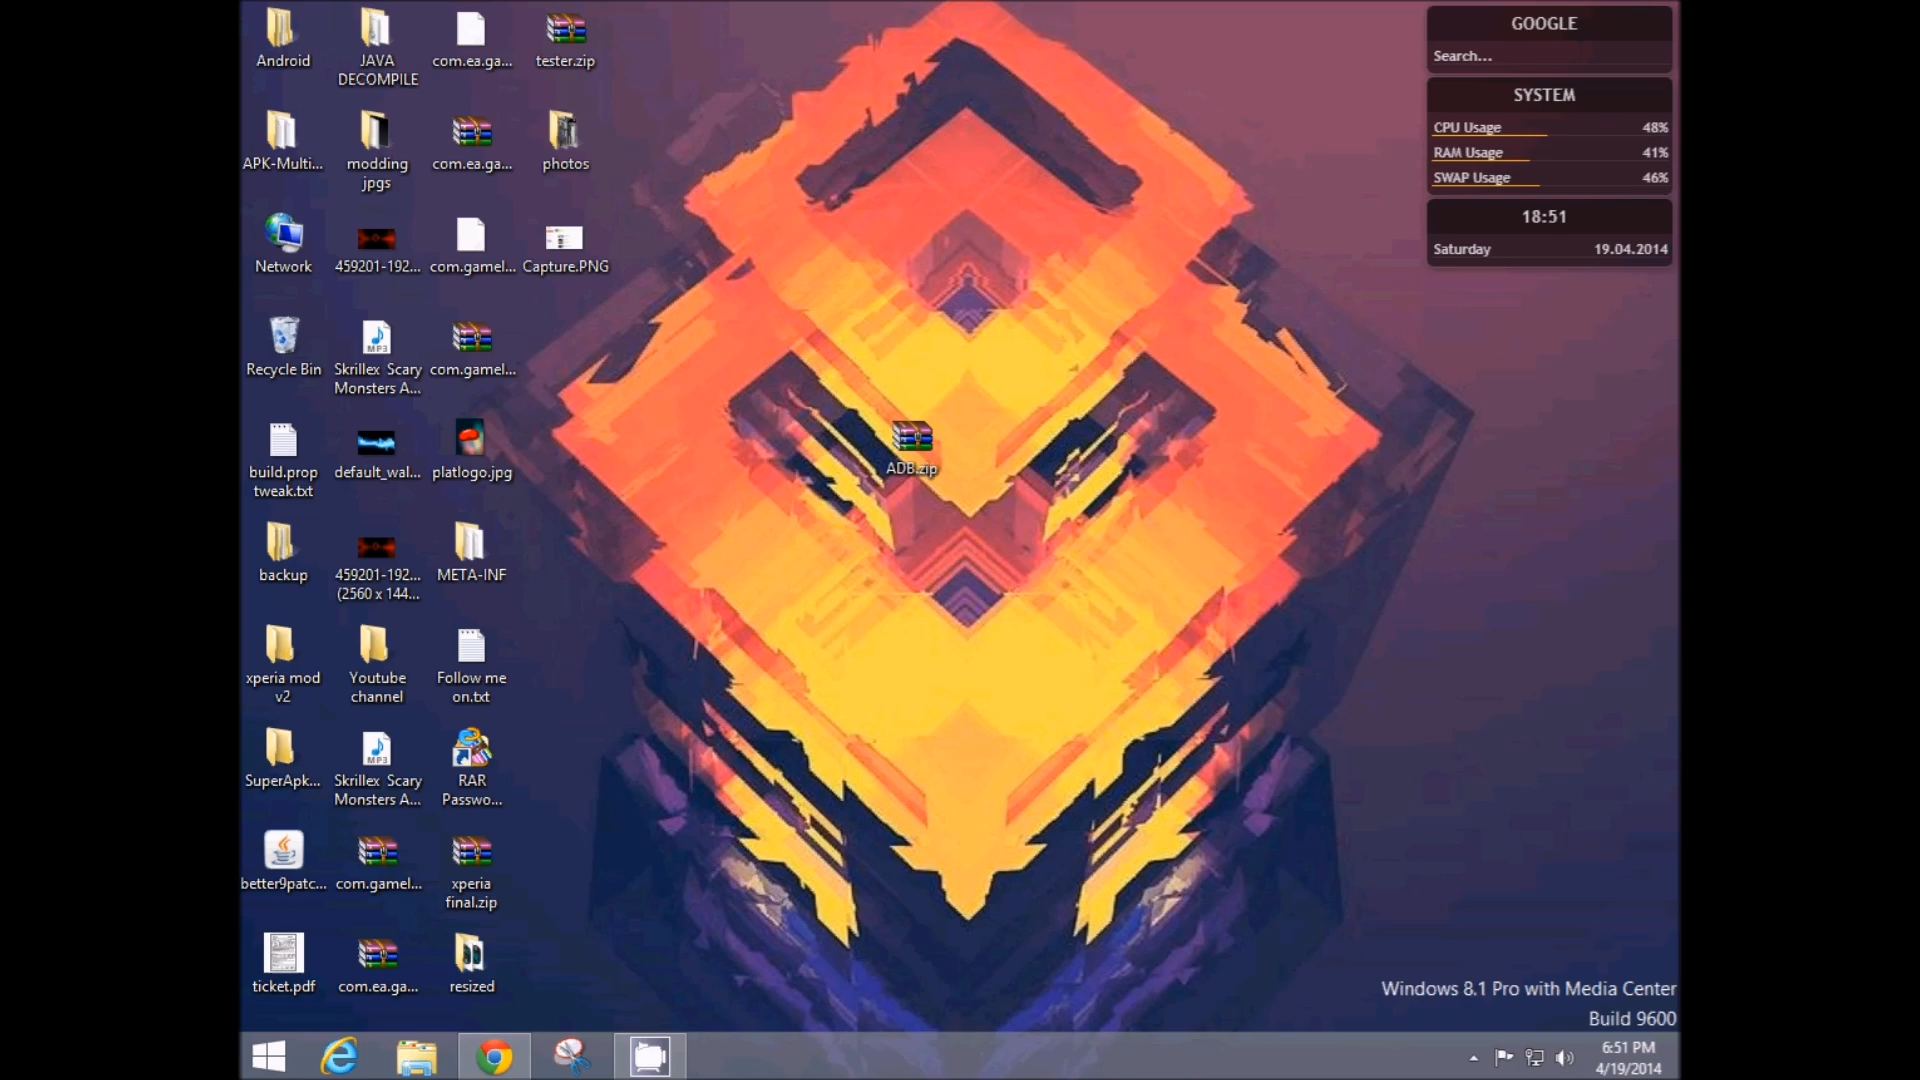 Android
JAVA
DECOMPILE
com.ea.ga...
tester.zip
APK-Multi...
modding
jpgs
com.ea.ga...
photos
Network
459201-192...
com.gamel...
Capture.PNG
Recycle Bin
Skrillex Scary
Monsters A...
com.gamel...
build.prop
tweak.txt
default_wal...
platlogo.jpg
ADB.zip
backup
459201-192...
(2560 x 144...
META-INF
xperia mod
v2
Youtube
channel
Follow me
on.txt
SuperApk...
Skrillex Scary
Monsters A...
RAR
Passwo...
better9patc...
com.gamel...
xperia
final.zip
ticket.pdf
com.ea.ga...
resized
GOOGLE
Search...
SYSTEM
CPU Usage 48%
RAM Usage 41%
SWAP Usage 46%
18:51
Saturday 19.04.2014
Windows 8.1 Pro with Media Center
Build 9600
6:51 PM
4/19/2014